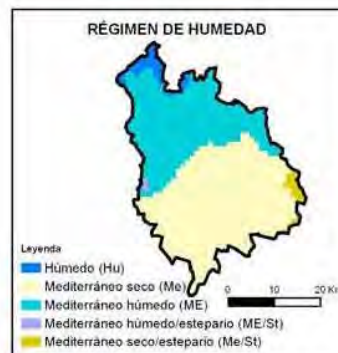 RÉGIMEN DE HUMEDAD
Leyenda
Húmedo (Hu)
Mediterráneo seco (Me)
Mediterráneo húmedo (ME)
Mediterráneo húmedo/estepario (ME/St)
Mediterráneo seco/estepario (Me/St)
0 10 20 Km